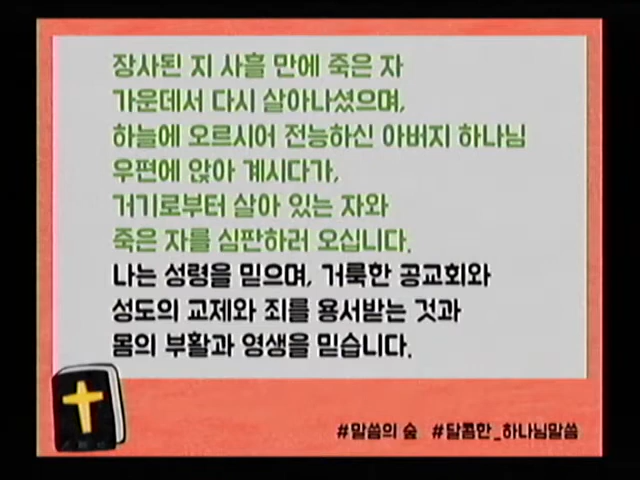 장사된 지 사흘 만에 죽은 자
가운데서 다시 살아나셨으며,
하늘에 오르시어 전능하신 아버지 하나님
우편에 앉아 계시다가,
거기로부터 살아 있는 자와
죽은 자를 심판하러 오십니다.
나는 성령을 믿으며, 거룩한 공교회와
성도의 교제와 죄를 용서받는 것과
몸의 부활과 영생을 믿습니다.
#말씀의 숲 #달콤한_하나님말씀